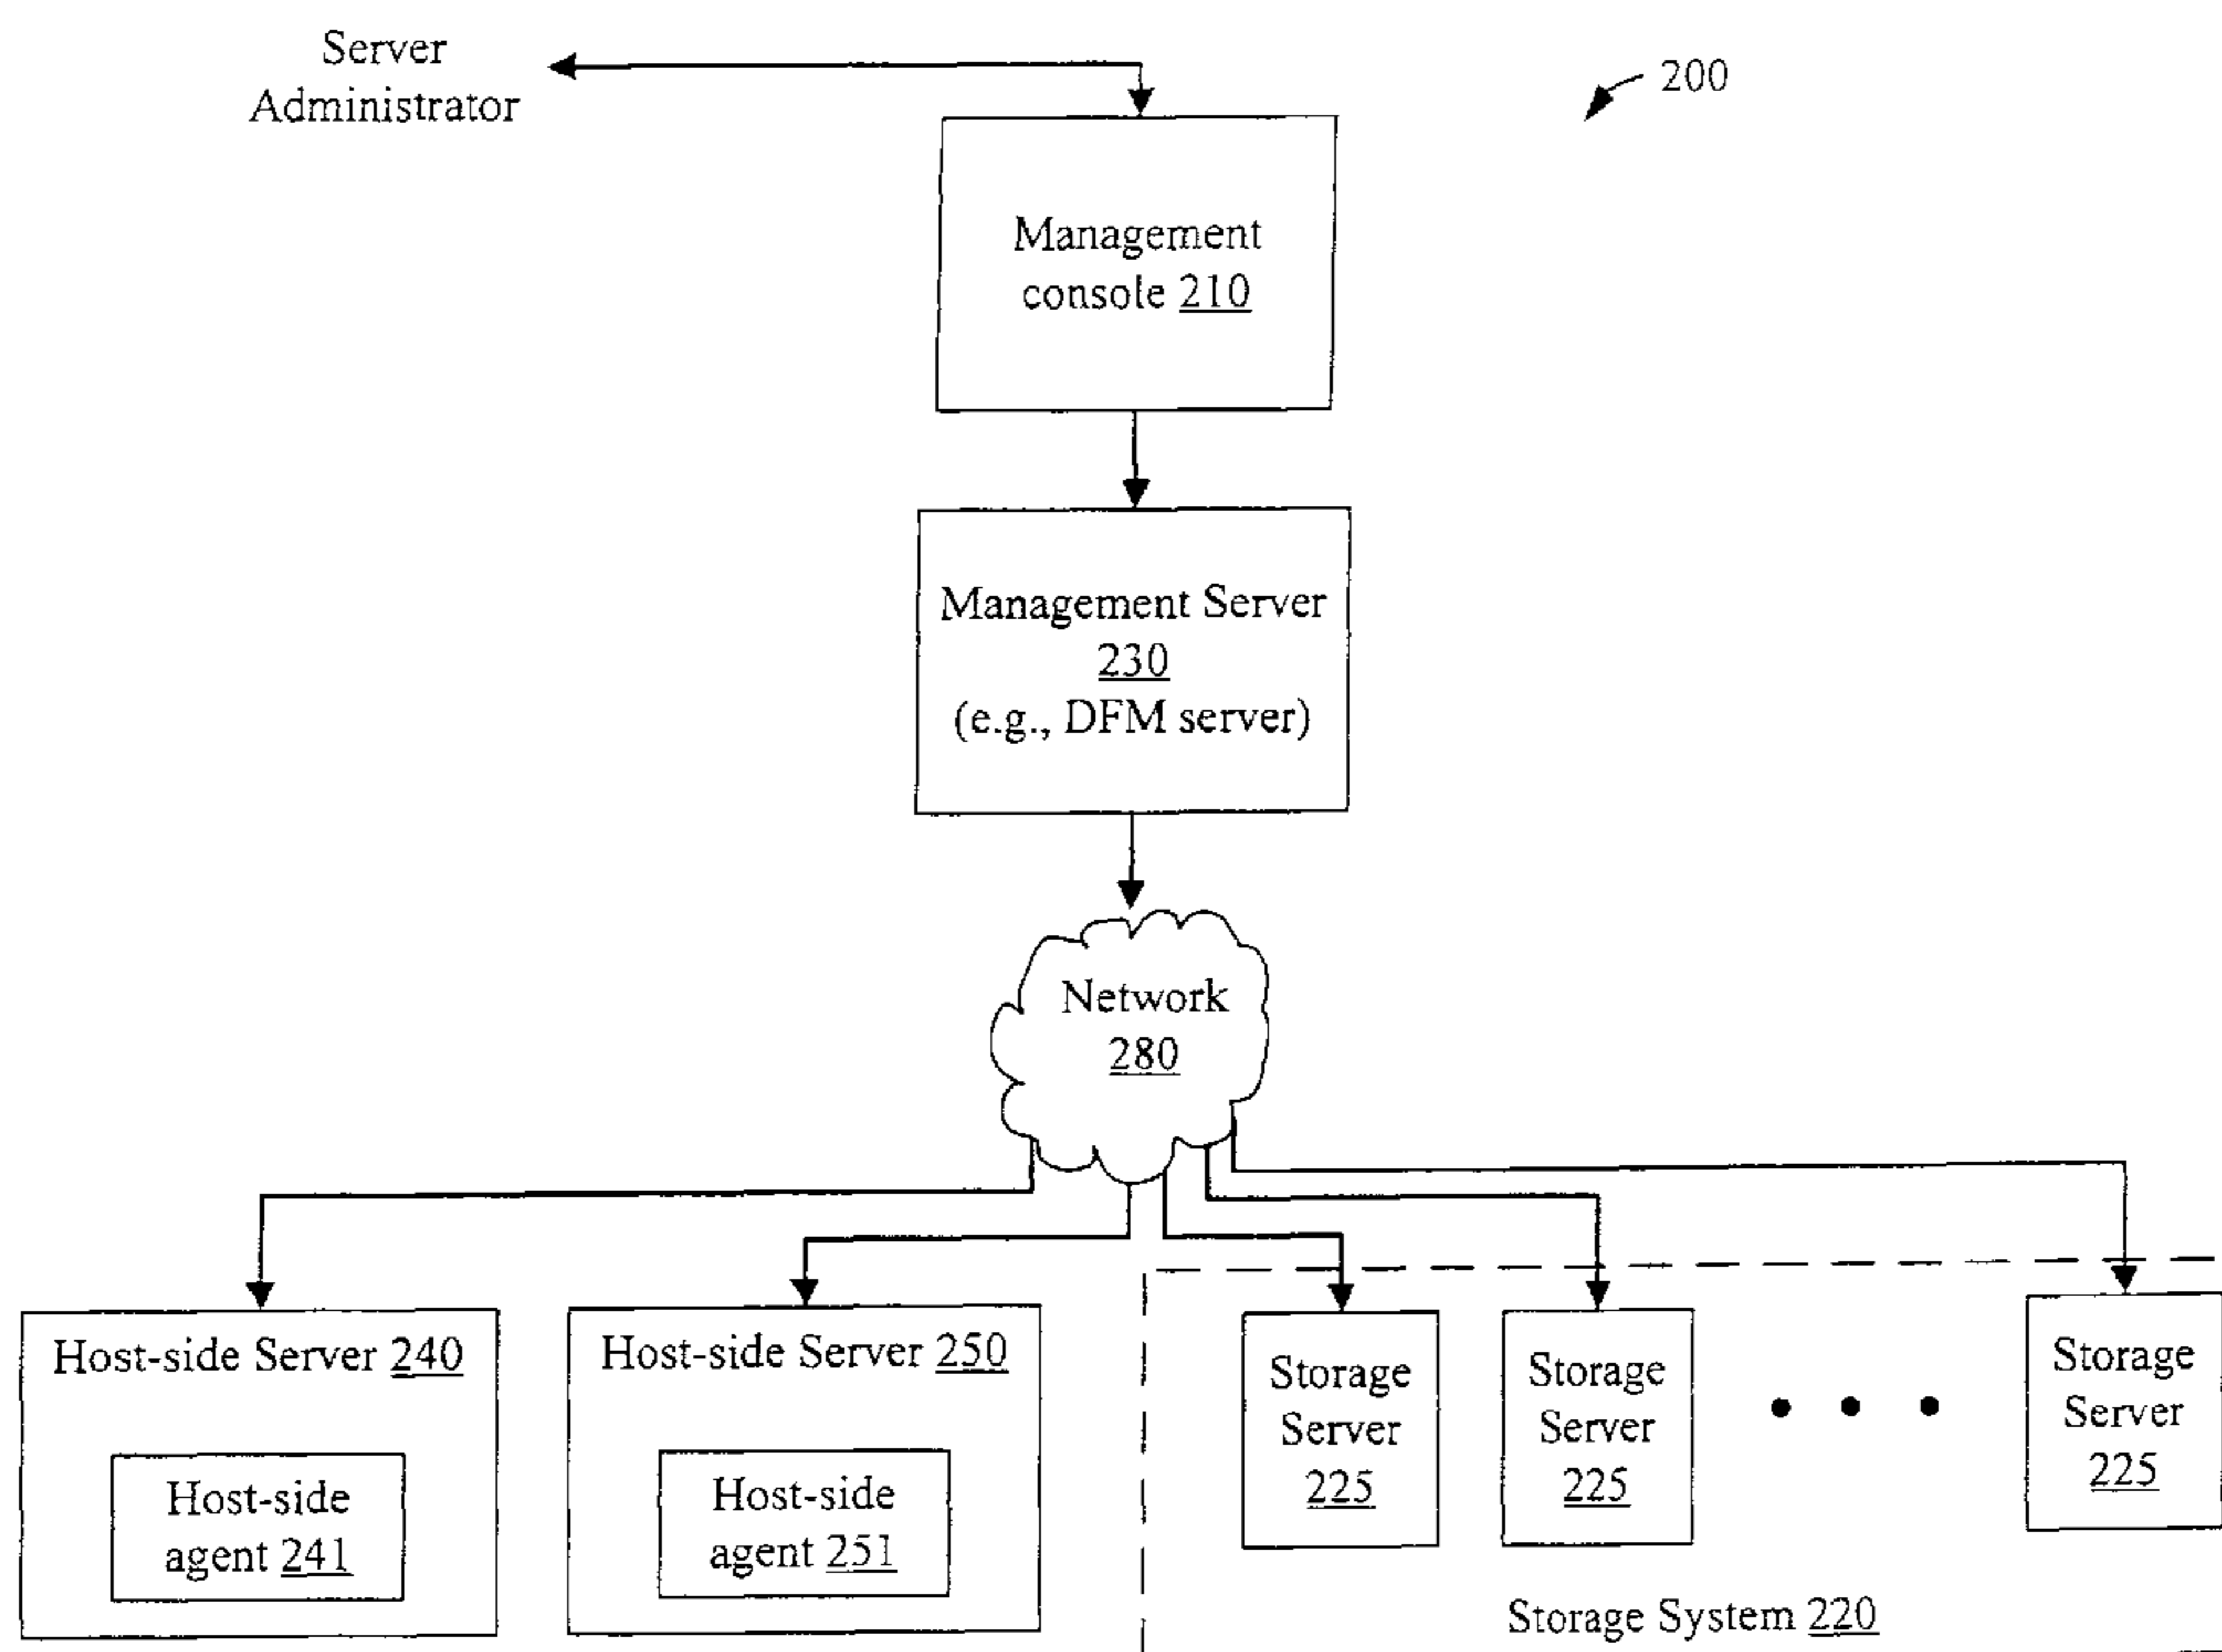 Server
Administrator
200
Management
console 210
Management Server
230
(e.g., DFM server)
Network
280
Host-side Server 240
Host-side
agent 241
Host-side Server 250
Host-side
agent 251
Storage
Server
225
Storage
Server
225
Storage
Server
225
Storage System 220